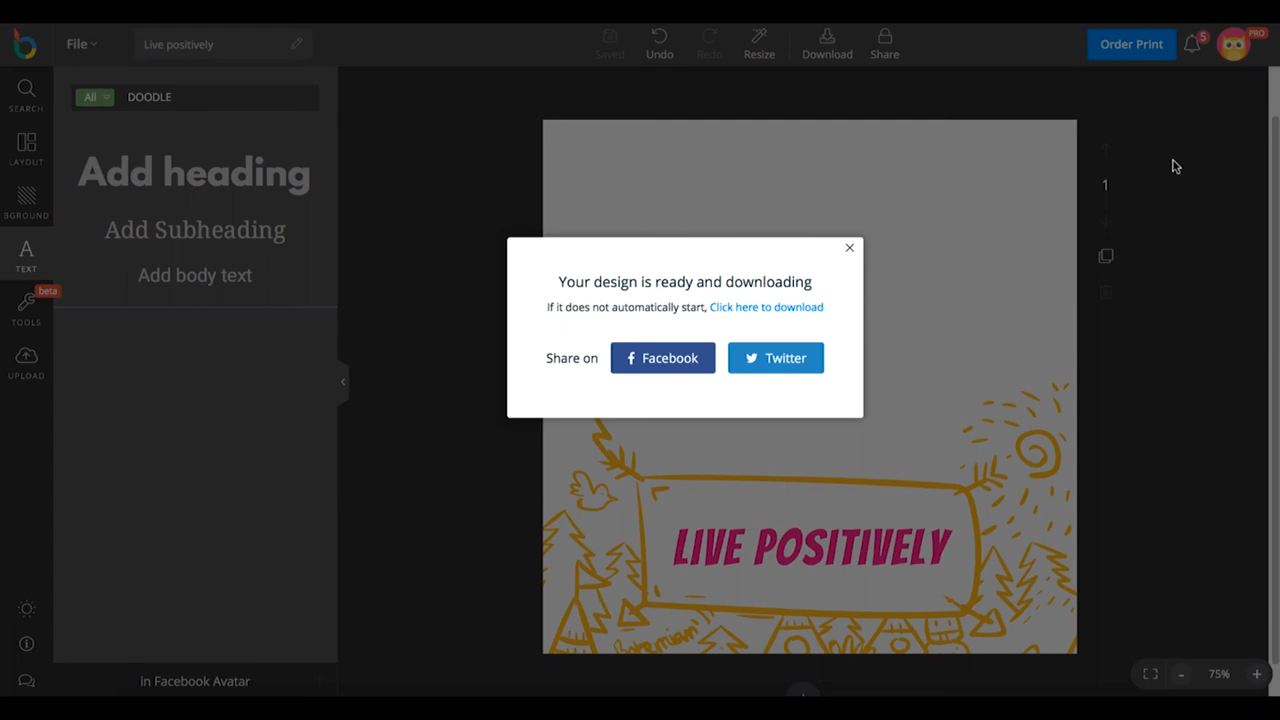 File
Live positively
Saved
Undo
Redo
Resize
Download
Share
Order Print
5
PRO
SEARCH
LAYOUT
BGROUND
TEXT
beta
TOOLS
UPLOAD
All
DOODLE
Add heading
Add Subheading
Add body text
1
Your design is ready and downloading
If it does not automatically start, Click here to download
Share on
Facebook
Twitter
LIVE POSITIVELY
Bohemian
in Facebook Avatar
- 75% +